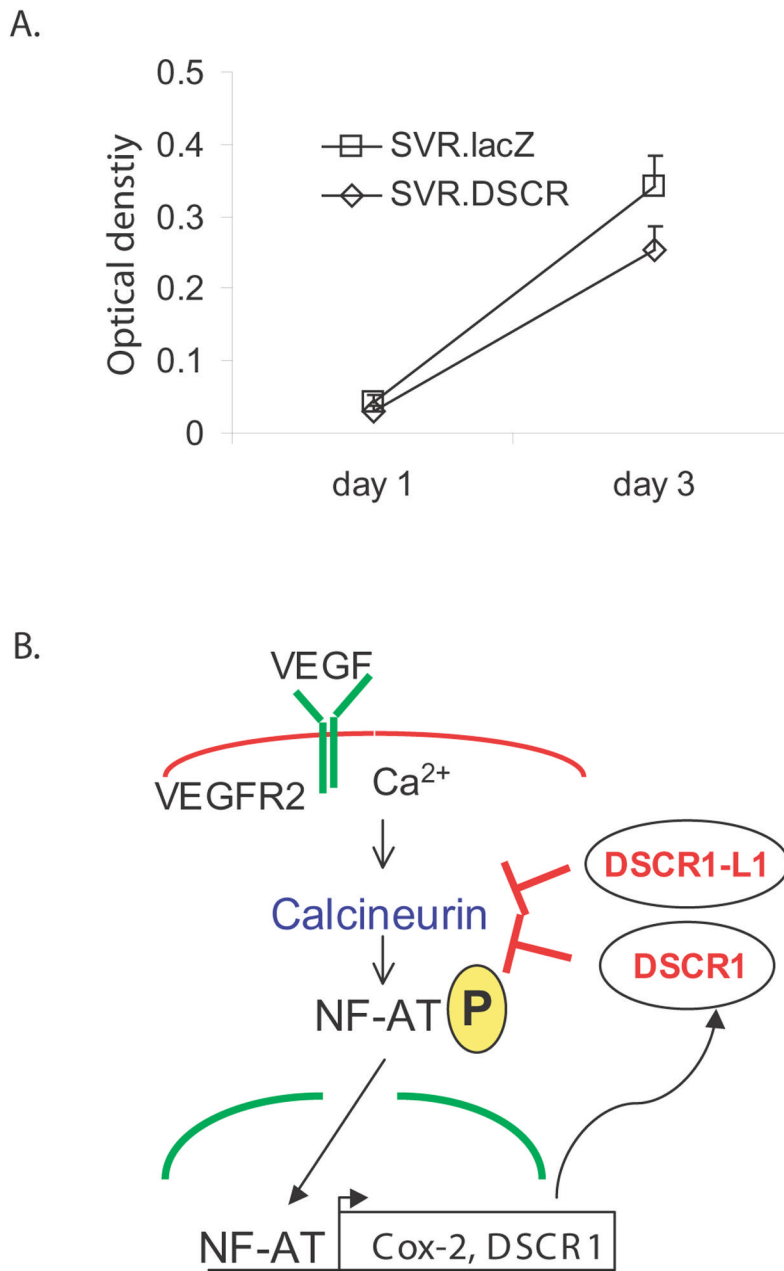 A.
0.5
0.4
0.3
0.2
0.1
0
Optical denstiy
SVR.lacZ
SVR.DSCR
day 1
day 3
B.
VEGF
VEGFR2
Ca²⁺
DSCR1-L1
Calcineurin
DSCR1
NF-AT
P
NF-AT
Cox-2, DSCR1